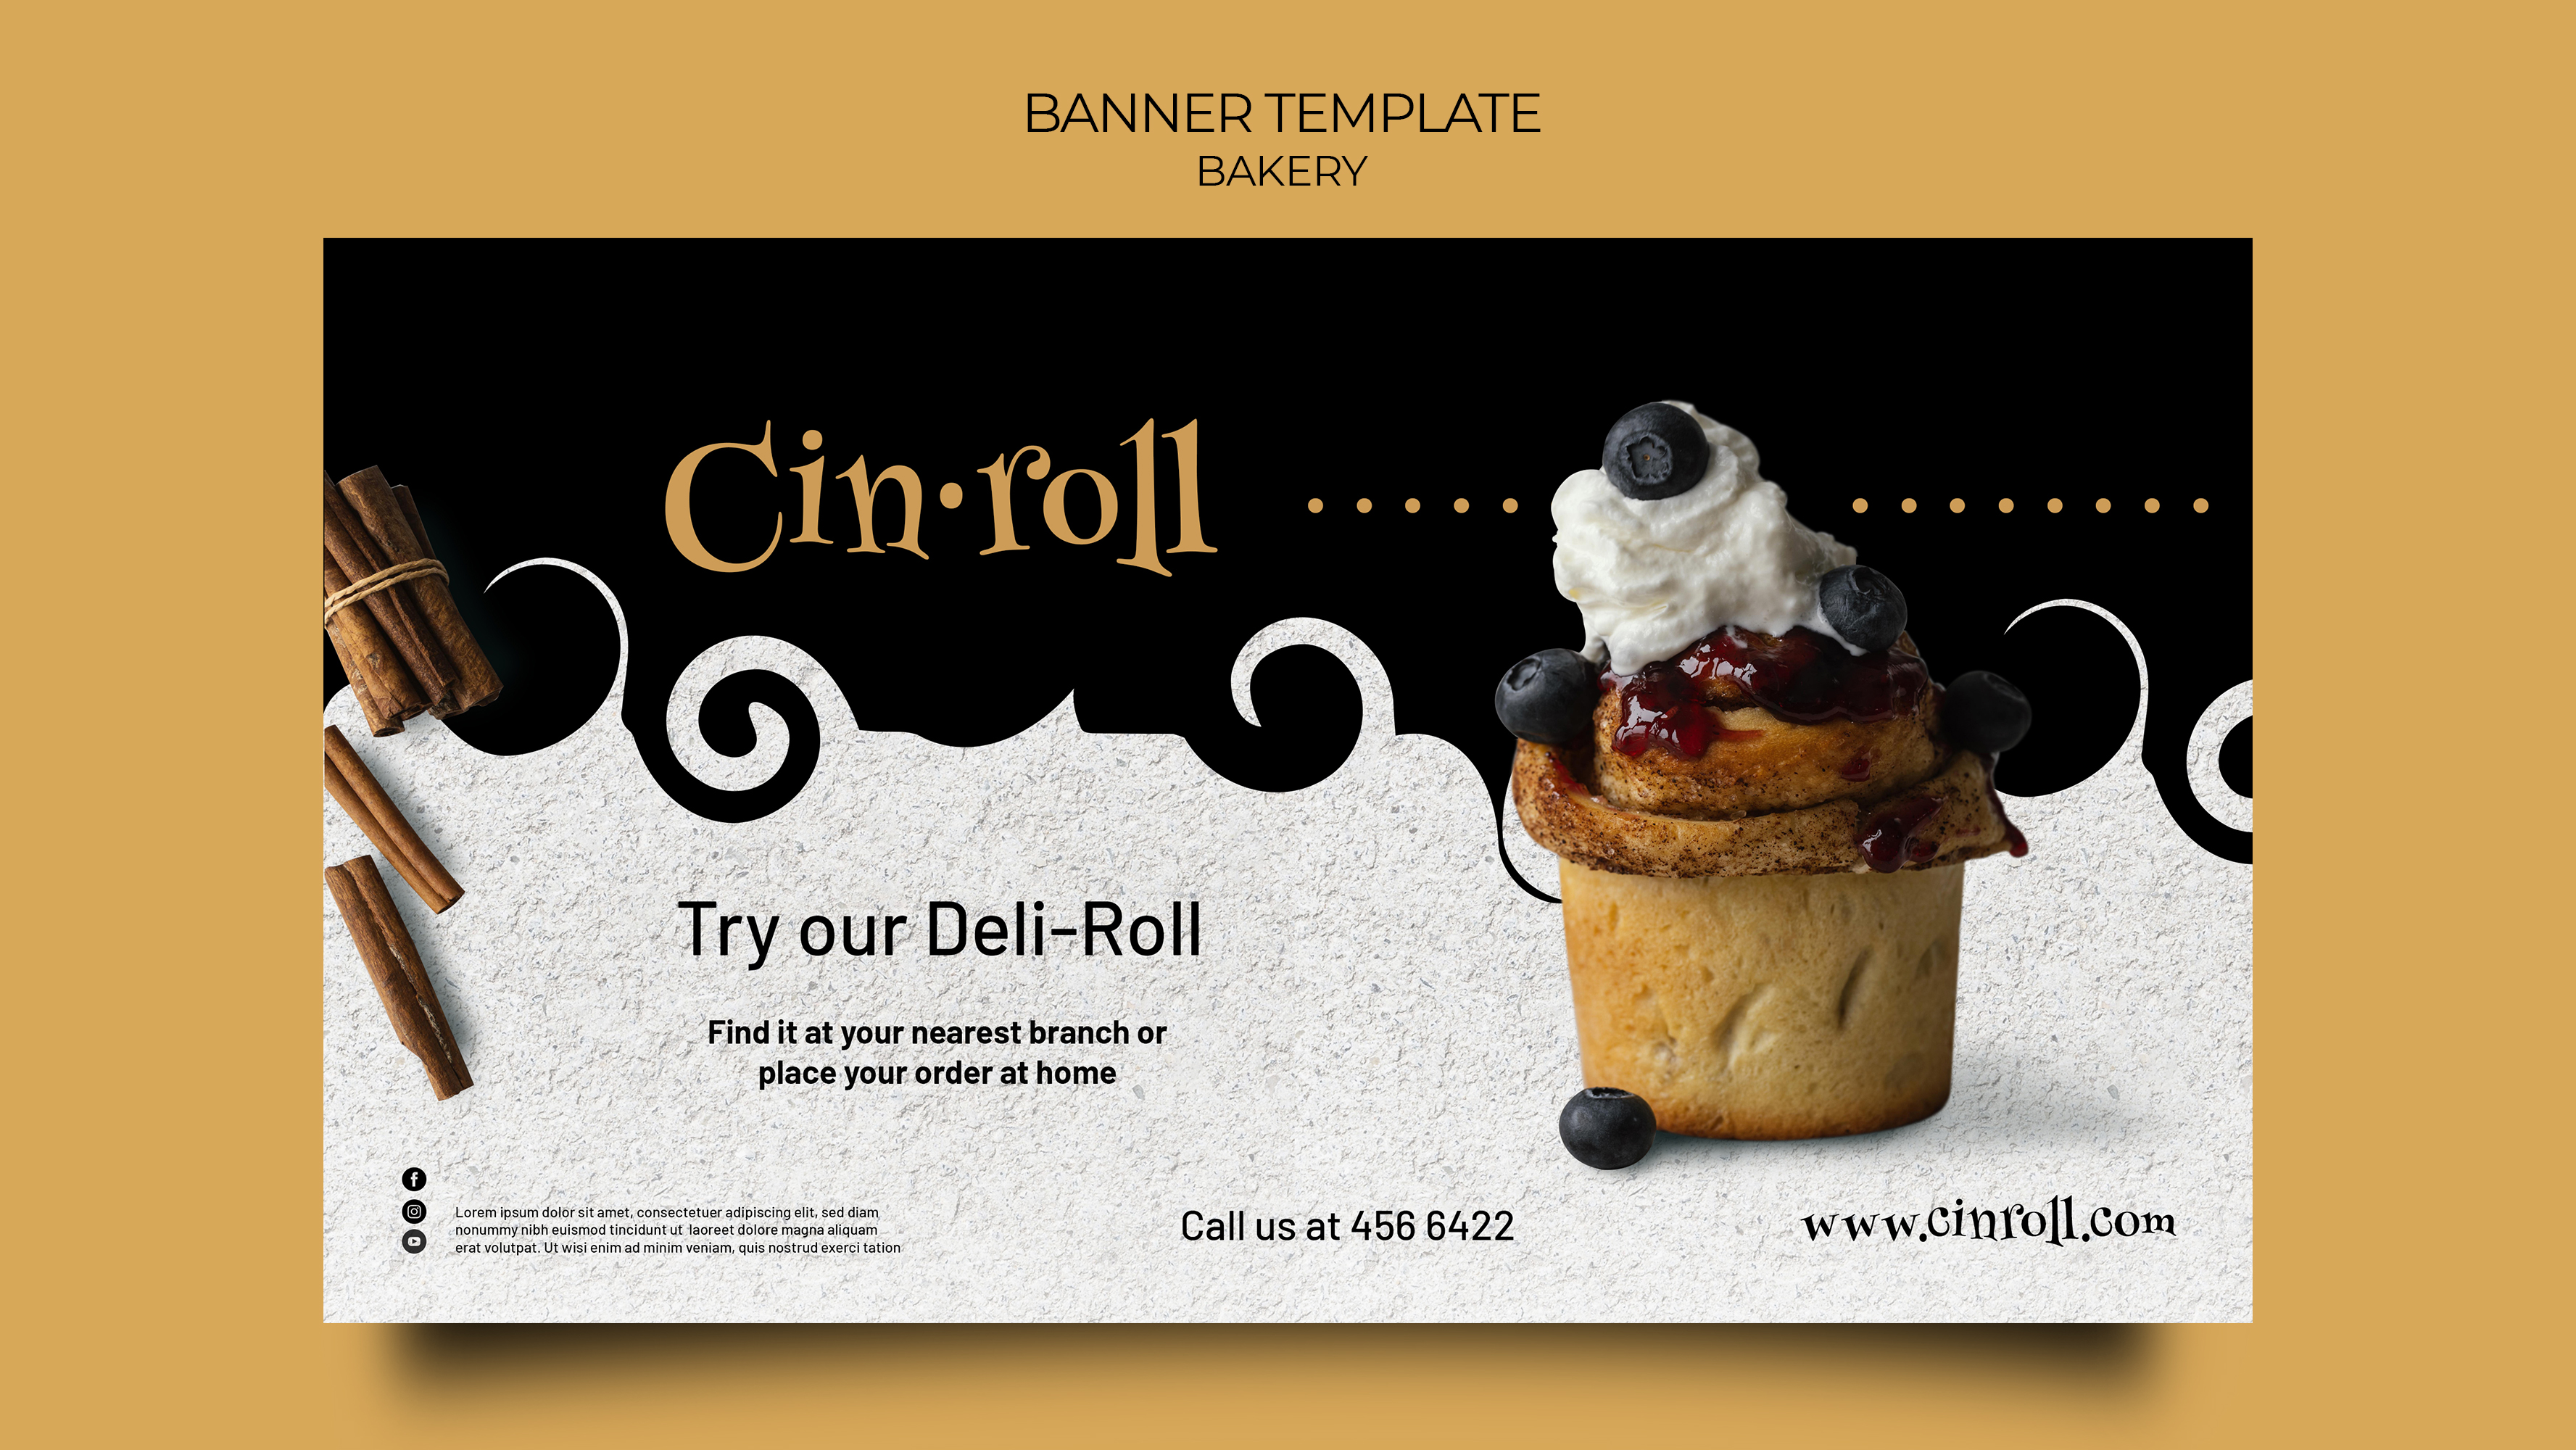 BANNER TEMPLATE
BAKERY
Cin·roll
Try our Deli-Roll
Find it at your nearest branch or
place your order at home
Lorem ipsum dolor sit amet, consectetuer adipiscing elit, sed diam
nonummy nibh euismod tincidunt ut laoreet dolore magna aliquam
erat volutpat. Ut wisi enim ad minim veniam, quis nostrud exerci tation
Call us at 456 6422
www.cinroll.com